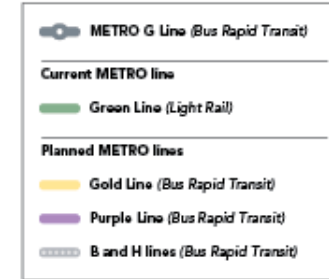 METRO G Line (Bus Rapid Transit)
Current METRO line
Green Line (Light Rail)
Planned METRO lines
Gold Line (Bus Rapid Transit)
Purple Line (Bus Rapid Transit)
B and H lines (Bus Rapid Transit)